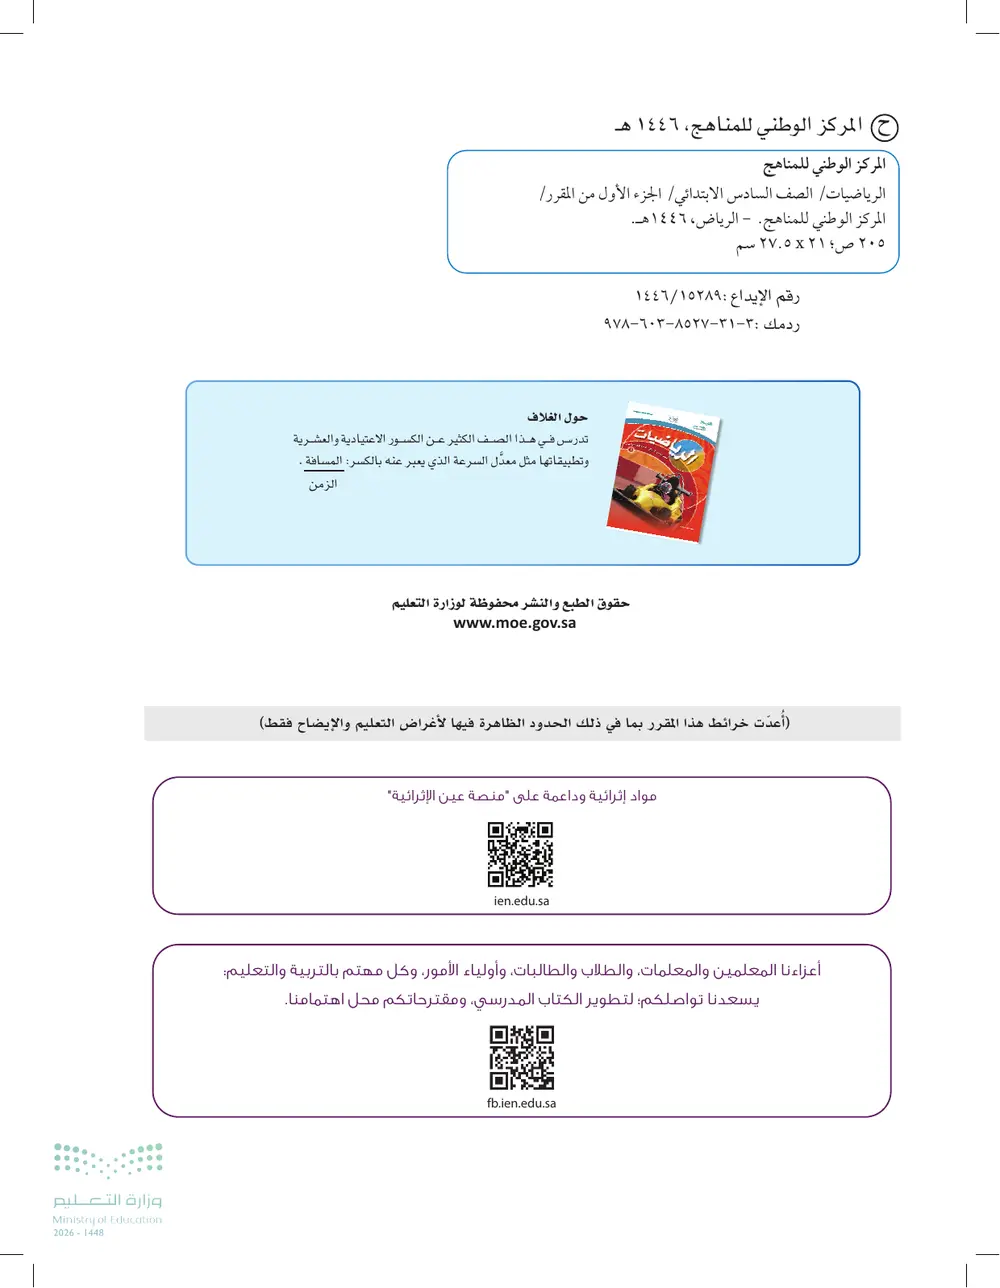 ح المركز الوطني للمناهج، ١٤٤٦ هـ
المركز الوطني للمناهج
الرياضيات/ الصف السادس الابتدائي/ الجزء الأول من المقرر/
المركز الوطني للمناهج. - الرياض، ١٤٤٦هـ.
٢٠٥ ص؛ ٢١ x ٢٧.٥ سم
رقم الإيداع :١٤٤٦/١٥٢٨٩
ردمك :٣-٣١-٨٥٢٧-٦٠٣-٩٧٨
حول الغلاف
تدرس في هذا الصف الكثير عن الكسور الاعتيادية والعشرية
وتطبيقاتها مثل معدَّل السرعة الذي يعبر عنه بالكسر: المسافة .
الزمن
الرياضيات
حقوق الطبع والنشر محفوظة لوزارة التعليم
www.moe.gov.sa
(أُعدّت خرائط هذا المقرر بما في ذلك الحدود الظاهرة فيها لأغراض التعليم والإيضاح فقط)
مواد إثرائية وداعمة على "منصة عين الإثرائية"
ien.edu.sa
أعزاءنا المعلمين والمعلمات، والطلاب والطالبات، وأولياء الأمور، وكل مهتم بالتربية والتعليم:
يسعدنا تواصلكم؛ لتطوير الكتاب المدرسي، ومقترحاتكم محل اهتمامنا.
fb.ien.edu.sa
وزارة التعليم
Ministry of Education
2026 - 1448